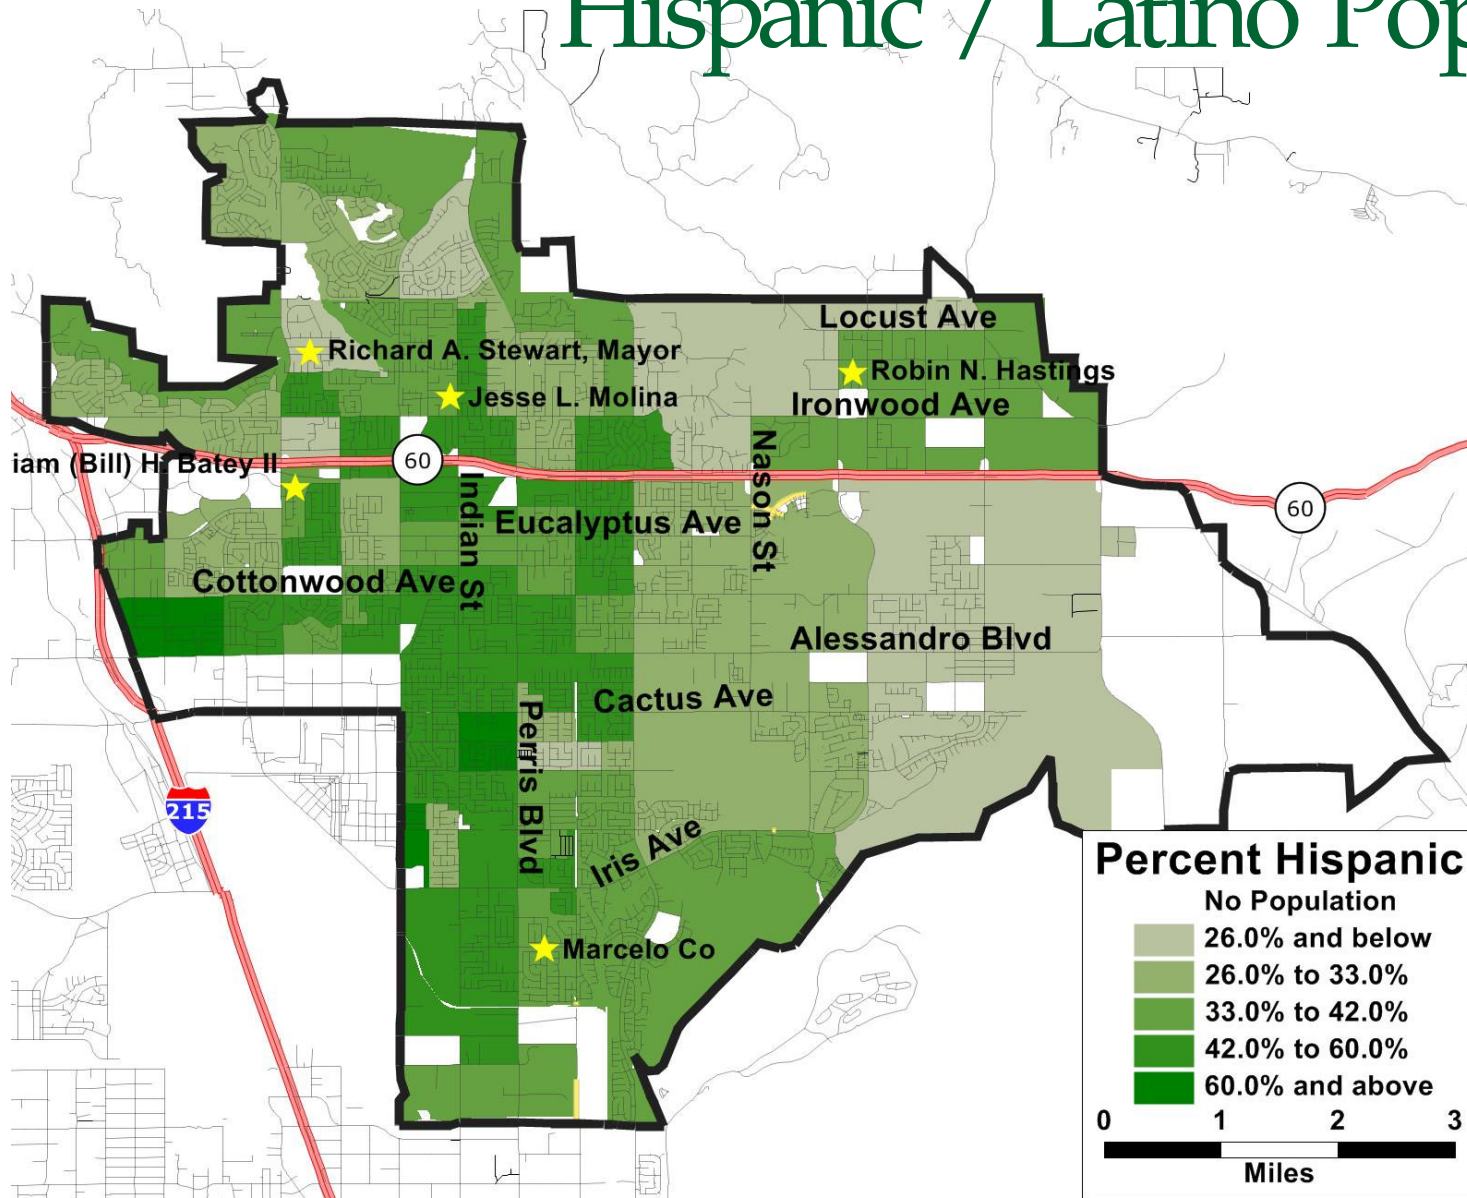 Hispanic / Latino Pop
Locust Ave
Richard A. Stewart, Mayor
Robin N. Hastings
Jesse L. Molina
Ironwood Ave
iam (Bill) H. Batey II
60
Nason St
Indian St
60
Eucalyptus Ave
Cottonwood Ave
Alessandro Blvd
Cactus Ave
Perris Blvd
215
Iris Ave
Marcelo Co
Percent Hispanic
No Population
26.0% and below
26.0% to 33.0%
33.0% to 42.0%
42.0% to 60.0%
60.0% and above
0 1 2 3
Miles